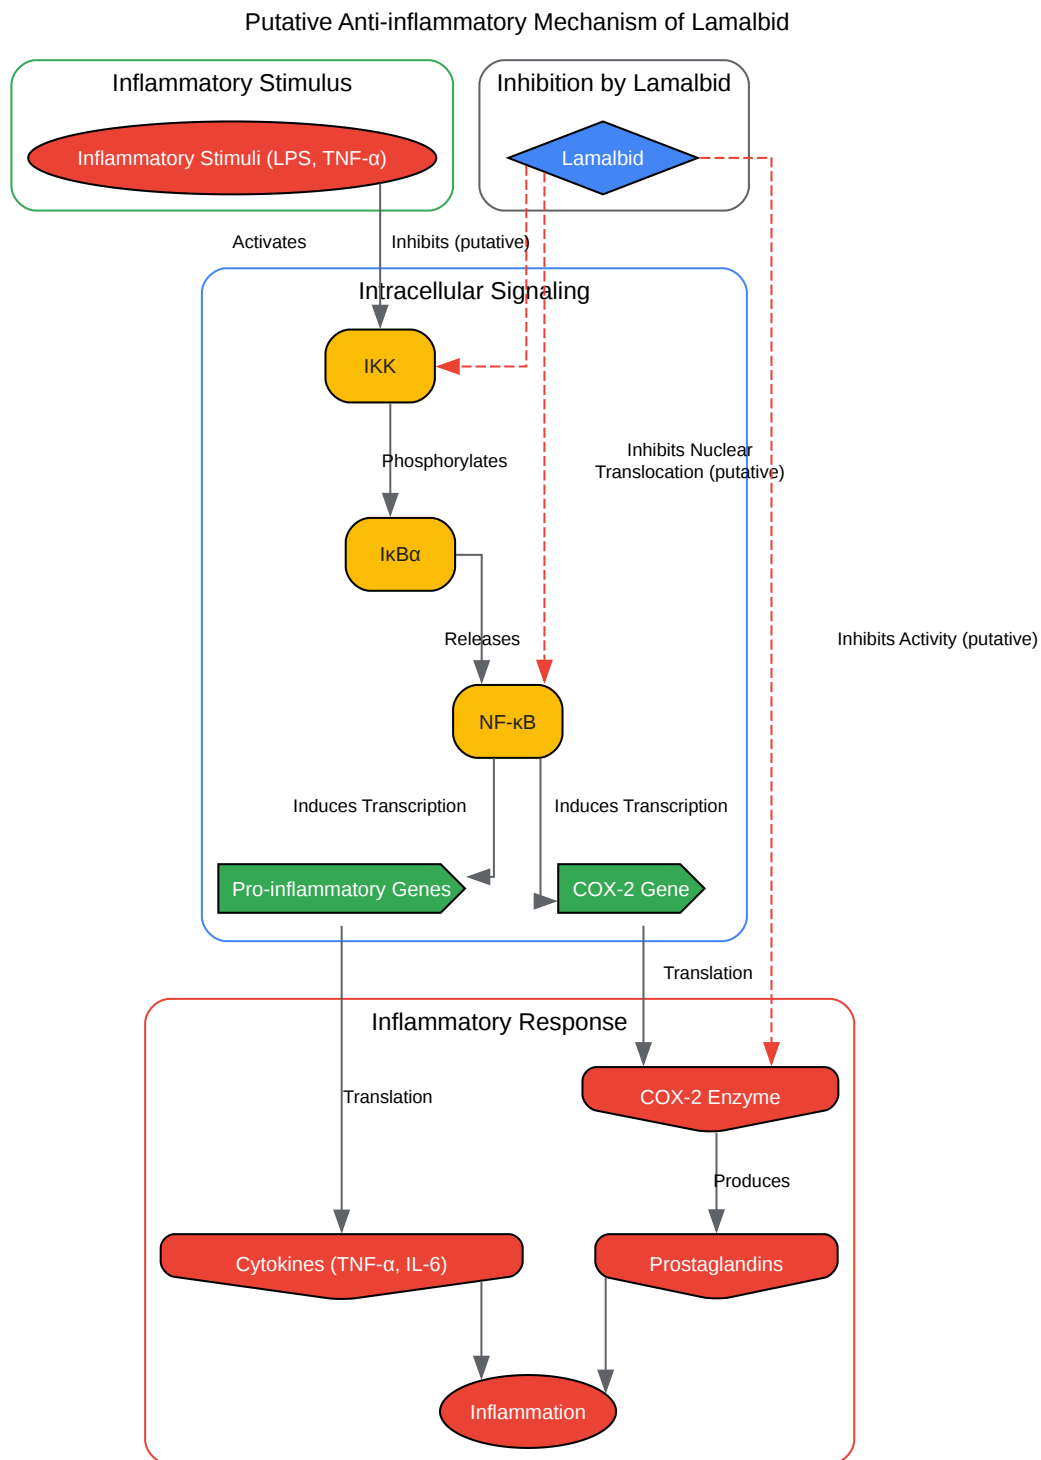 Putative Anti-inflammatory Mechanism of Lamalbid
Inflammatory Stimulus
Inhibition by Lamalbid
Inflammatory Stimuli (LPS, TNF-α)
Lamalbid
Activates
Inhibits (putative)
Intracellular Signaling
IKK
Inhibits Nuclear
Translocation (putative)
Phosphorylates
IκBα
Releases
Inhibits Activity (putative)
NF-κB
Induces Transcription
Induces Transcription
Pro-inflammatory Genes
COX-2 Gene
Translation
Inflammatory Response
Translation
COX-2 Enzyme
Produces
Cytokines (TNF-α, IL-6)
Prostaglandins
Inflammation